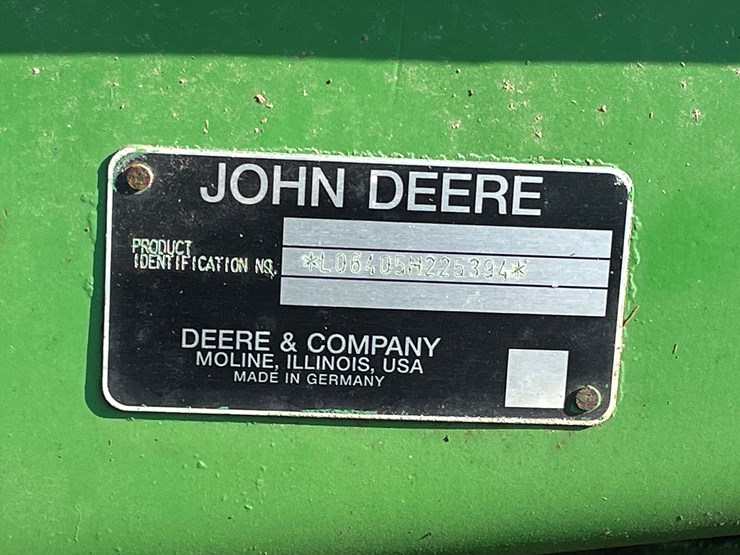 JOHN DEERE
PRODUCT
IDENTIFICATION NO.
*L06405H225394*
DEERE & COMPANY
MOLINE, ILLINOIS, USA
MADE IN GERMANY